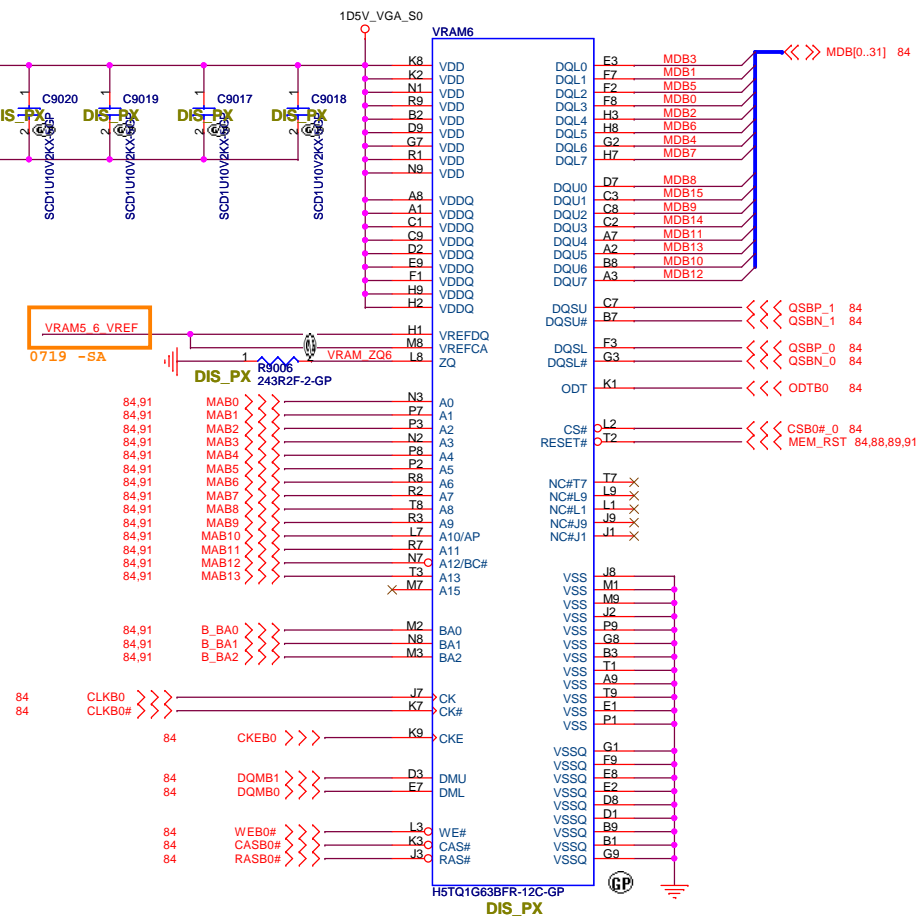 1D5V_VGA_S0
VRAM6
K8 VDD DQL0 E3 MDB3 MDB[0..31] 84
K2 VDD DQL1 F7 MDB1
N1 VDD DQL2 F2 MDB5
R9 VDD DQL3 F8 MDB0
B2 VDD DQL4 H3 MDB2
D9 VDD DQL5 H8 MDB6
G7 VDD DQL6 G2 MDB4
R1 VDD DQL7 H7 MDB7
N9 VDD
1 C9020 1 C9019 1 C9017 1 C9018
IS_PX DIS_PX DIS_PX DIS_PX
2 2 2 2
SCD1U10V2KX-5GP
SCD1U10V2KX-5GP
SCD1U10V2KX-5GP
SCD1U10V2KX-5GP
DQU0 D7 MDB8
A8 VDDQ DQU1 C3 MDB15
A1 VDDQ DQU2 C8 MDB9
C1 VDDQ DQU3 C2 MDB14
C9 VDDQ DQU4 A7 MDB11
D2 VDDQ DQU5 A2 MDB13
E9 VDDQ DQU6 B8 MDB10
F1 VDDQ DQU7 A3 MDB12
H9 VDDQ
H2 VDDQ
DQSU C7 QSBP_1 84
DQSU# B7 QSBN_1 84
VRAM5_6_VREF H1 VREFDQ
M8 VREFCA DQSL F3 QSBP_0 84
0719 -SA
1 2 VRAM_ZQ6 L8 ZQ DQSL# G3 QSBN_0 84
R9006
DIS_PX 243R2F-2-GP
ODT K1 ODTB0 84
84,91 MAB0 N3 A0
84,91 MAB1 P7 A1
84,91 MAB2 P3 A2 CS# L2 CSB0#_0 84
84,91 MAB3 N2 A3 RESET# T2 MEM_RST 84,88,89,91
84,91 MAB4 P8 A4
84,91 MAB5 P2 A5
84,91 MAB6 R8 A6 NC#T7 T7
84,91 MAB7 R2 A7 NC#L9 L9
84,91 MAB8 T8 A8 NC#L1 L1
84,91 MAB9 R3 A9 NC#J9 J9
84,91 MAB10 L7 A10/AP NC#J1 J1
84,91 MAB11 R7 A11
84,91 MAB12 N7 A12/BC#
84,91 MAB13 T3 A13 VSS J8
M7 A15 VSS M1
VSS M9
VSS J2
84,91 B_BA0 M2 BA0 VSS P9
84,91 B_BA1 N8 BA1 VSS G8
84,91 B_BA2 M3 BA2 VSS B3
VSS T1
VSS A9
84 CLKB0 J7 CK VSS T9
84 CLKB0# K7 CK# VSS E1
VSS P1
84 CKEB0 K9 CKE
VSSQ G1
VSSQ F9
84 DQMB1 D3 DMU VSSQ E8
84 DQMB0 E7 DML VSSQ E2
VSSQ D8
VSSQ D1
84 WEB0# L3 WE# VSSQ B9
84 CASB0# K3 CAS# VSSQ B1
84 RASB0# J3 RAS# VSSQ G9
H5TQ1G63BFR-12C-GP
GP
DIS_PX